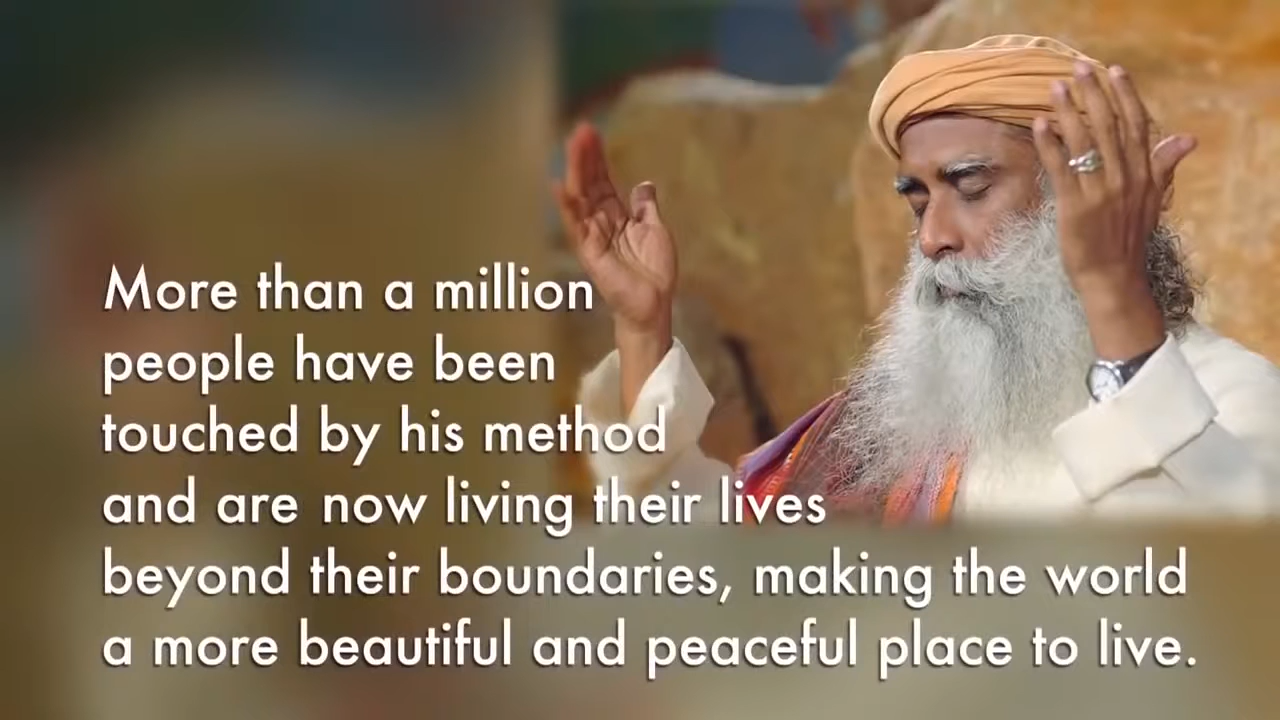 More than a million
people have been
touched by his method
and are now living their lives
beyond their boundaries, making the world
a more beautiful and peaceful place to live.